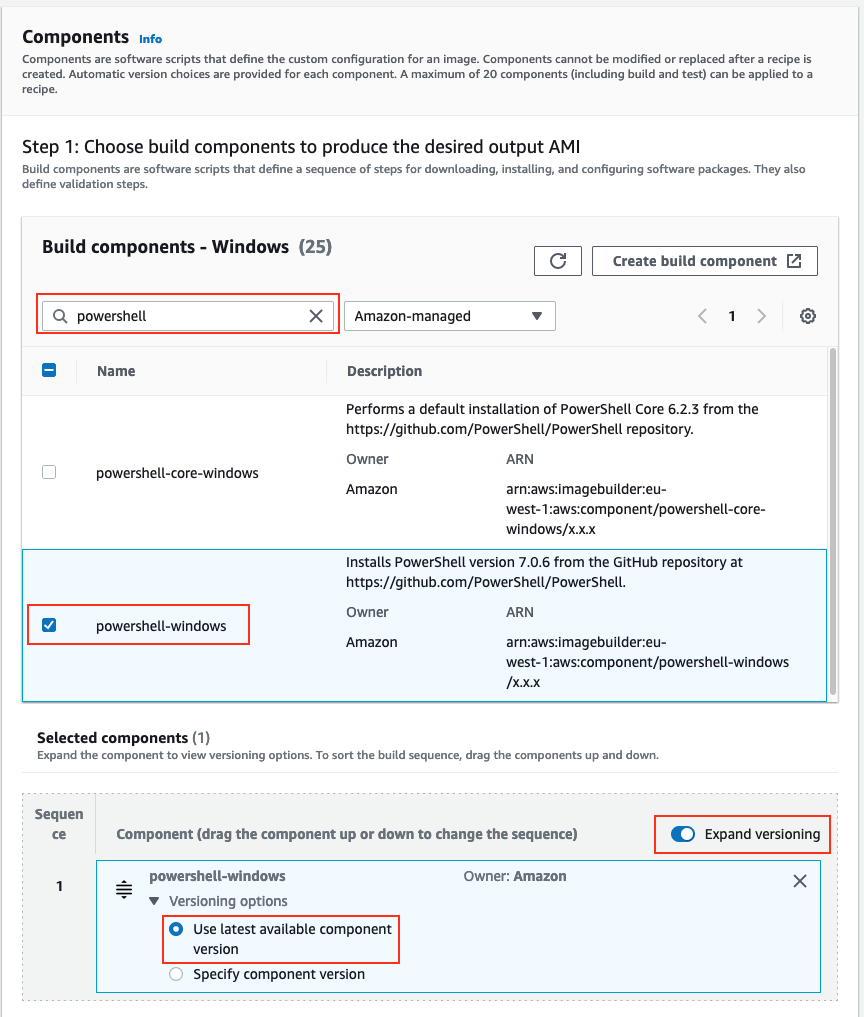 Components Info
Components are software scripts that define the custom configuration for an image. Components cannot be modified or replaced after a recipe is
created. Automatic version choices are provided for each component. A maximum of 20 components (including build and test) can be applied to a
recipe.
Step 1: Choose build components to produce the desired output AMI
Build components are software scripts that define a sequence of steps for downloading, installing, and configuring software packages. They also
define validation steps.
Build components - Windows (25)
Create build component
powershell
Amazon-managed
1
Name
Description
Performs a default installation of PowerShell Core 6.2.3 from the
https://github.com/PowerShell/PowerShell repository.
powershell-core-windows
Owner
ARN
Amazon
arn:aws:imagebuilder:eu-
west-1:aws:component/powershell-core-
windows/x.x.x
Installs PowerShell version 7.0.6 from the GitHub repository at
https://github.com/PowerShell/PowerShell.
powershell-windows
Owner
ARN
Amazon
arn:aws:imagebuilder:eu-
west-1:aws:component/powershell-windows
/x.x.x
Selected components (1)
Expand the component to view versioning options. To sort the build sequence, drag the components up and down.
Sequen
ce
Component (drag the component up or down to change the sequence)
Expand versioning
1
powershell-windows
Owner: Amazon
Versioning options
Use latest available component
version
Specify component version